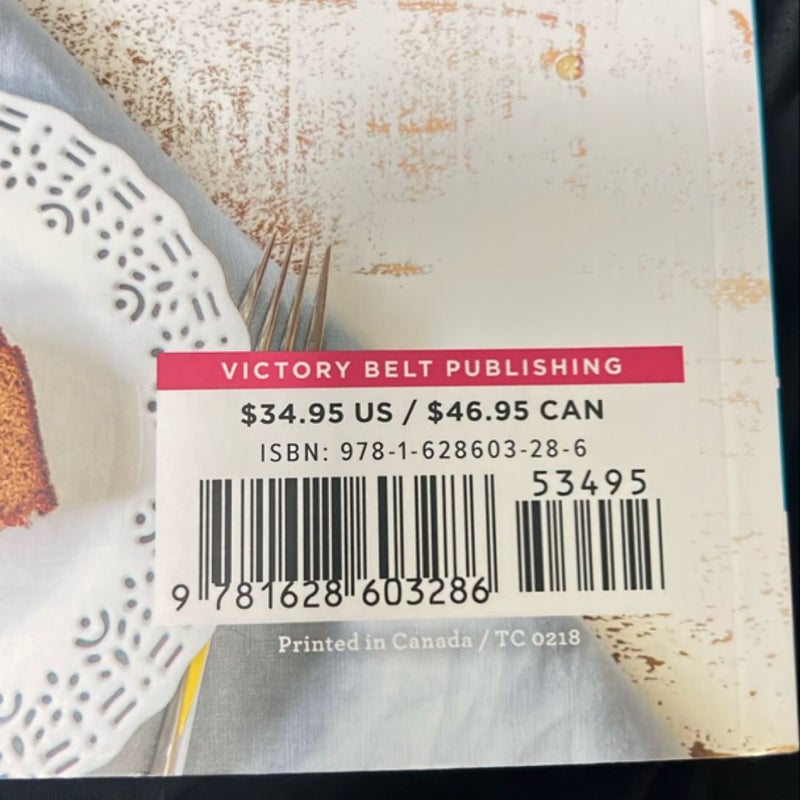 VICTORY BELT PUBLISHING
$34.95 US / $46.95 CAN
ISBN: 978-1-628603-28-6
53495
9 781628 603286
Printed in Canada / TC 0218